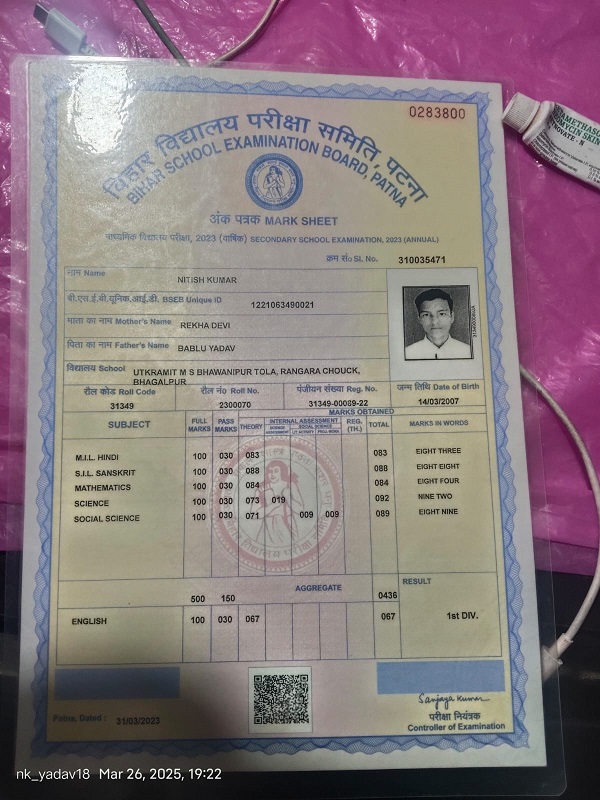 0283800
बिहार विद्यालय परीक्षा समिति, पटना
BIHAR SCHOOL EXAMINATION BOARD, PATNA
अंक पत्रक MARK SHEET
माध्यमिक विद्यालय परीक्षा, 2023 (वार्षिक) SECONDARY SCHOOL EXAMINATION, 2023 (ANNUAL)
क्रम सं० Sl. No. 310035471
नाम Name NITISH KUMAR
बी.एस.ई.बी.यूनिक.आई.डी. BSEB Unique ID 1221063490021
माता का नाम Mother's Name REKHA DEVI
पिता का नाम Father's Name BABLU YADAV
विद्यालय School UTKRAMIT M S BHAWANIPUR TOLA, RANGARA CHOUCK,
BHAGALPUR
रौल कोड Roll Code रौल नं० Roll No. पंजीयन संख्या Reg. No. जन्म तिथि Date of Birth
31349 2300070 31349-00089-22 14/03/2007
MARKS OBTAINED
SUBJECT FULL MARKS PASS MARKS THEORY INTERNAL ASSESSMENT REG. (TH.) TOTAL MARKS IN WORDS
M.I.L. HINDI 100 030 083 083 EIGHT THREE
S.I.L. SANSKRIT 100 030 088 088 EIGHT EIGHT
MATHEMATICS 100 030 084 084 EIGHT FOUR
SCIENCE 100 030 073 019 092 NINE TWO
SOCIAL SCIENCE 100 030 071 009 009 089 EIGHT NINE
AGGREGATE RESULT
500 150 0436
ENGLISH 100 030 067 067 1st DIV.
Sanjay Kumar
परीक्षा नियंत्रक
Controller of Examination
Patna, Dated : 31/03/2023
nk_yadav18 Mar 26, 2025, 19:22